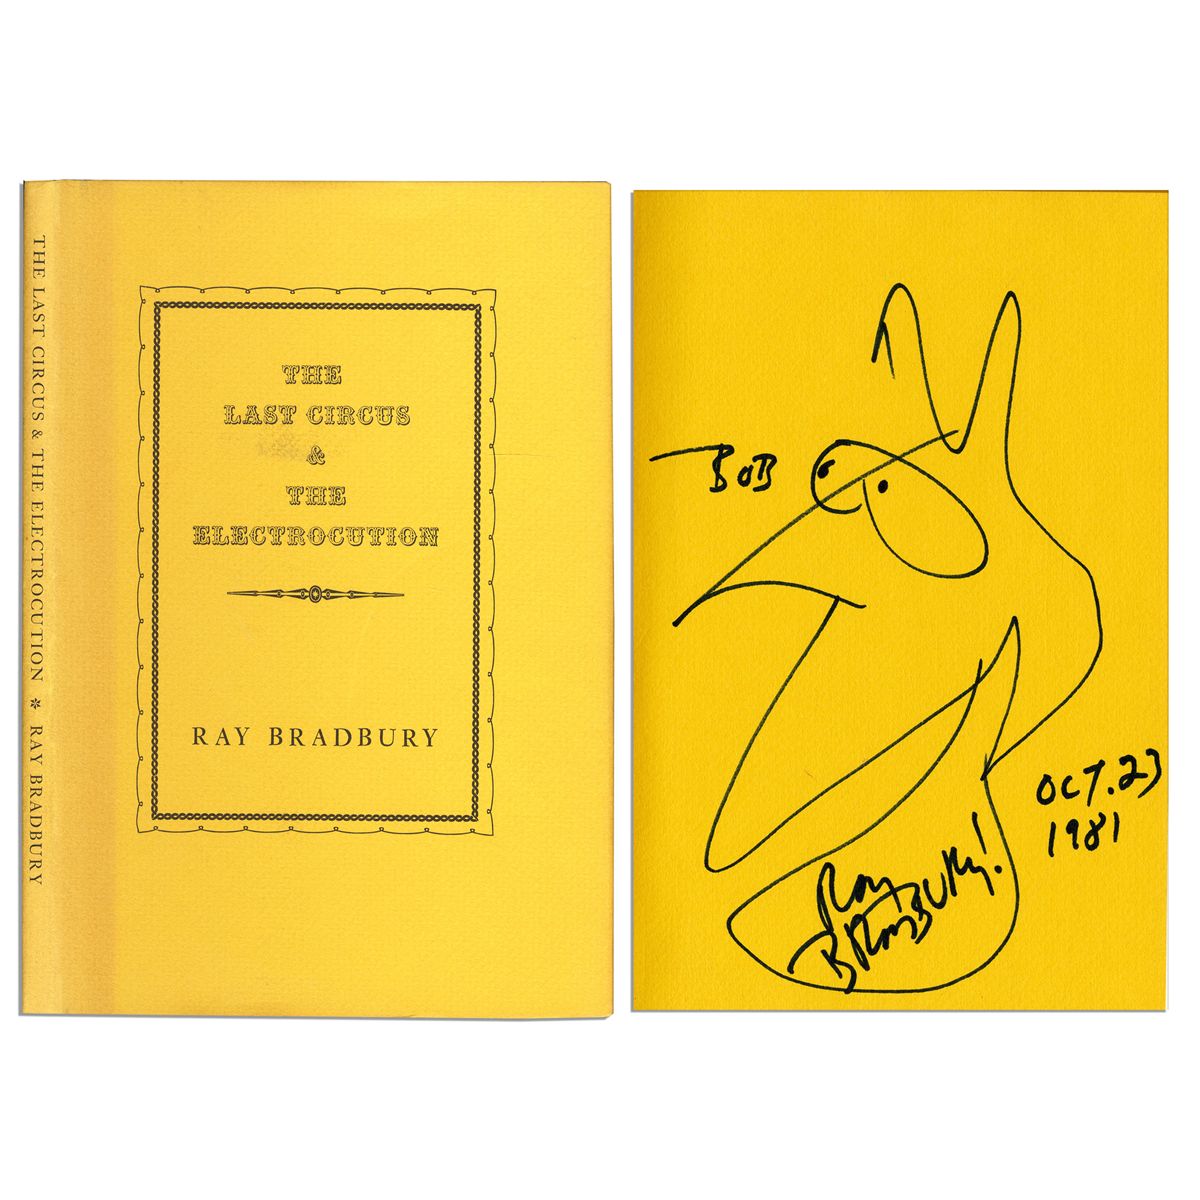 THE LAST CIRCUS & THE ELECTROCUTION * RAY BRADBURY
THE
LAST CIRCUS
&
THE
ELECTROCUTION
RAY BRADBURY
BOB
OCT. 23
1981
Ray
Bradbury!